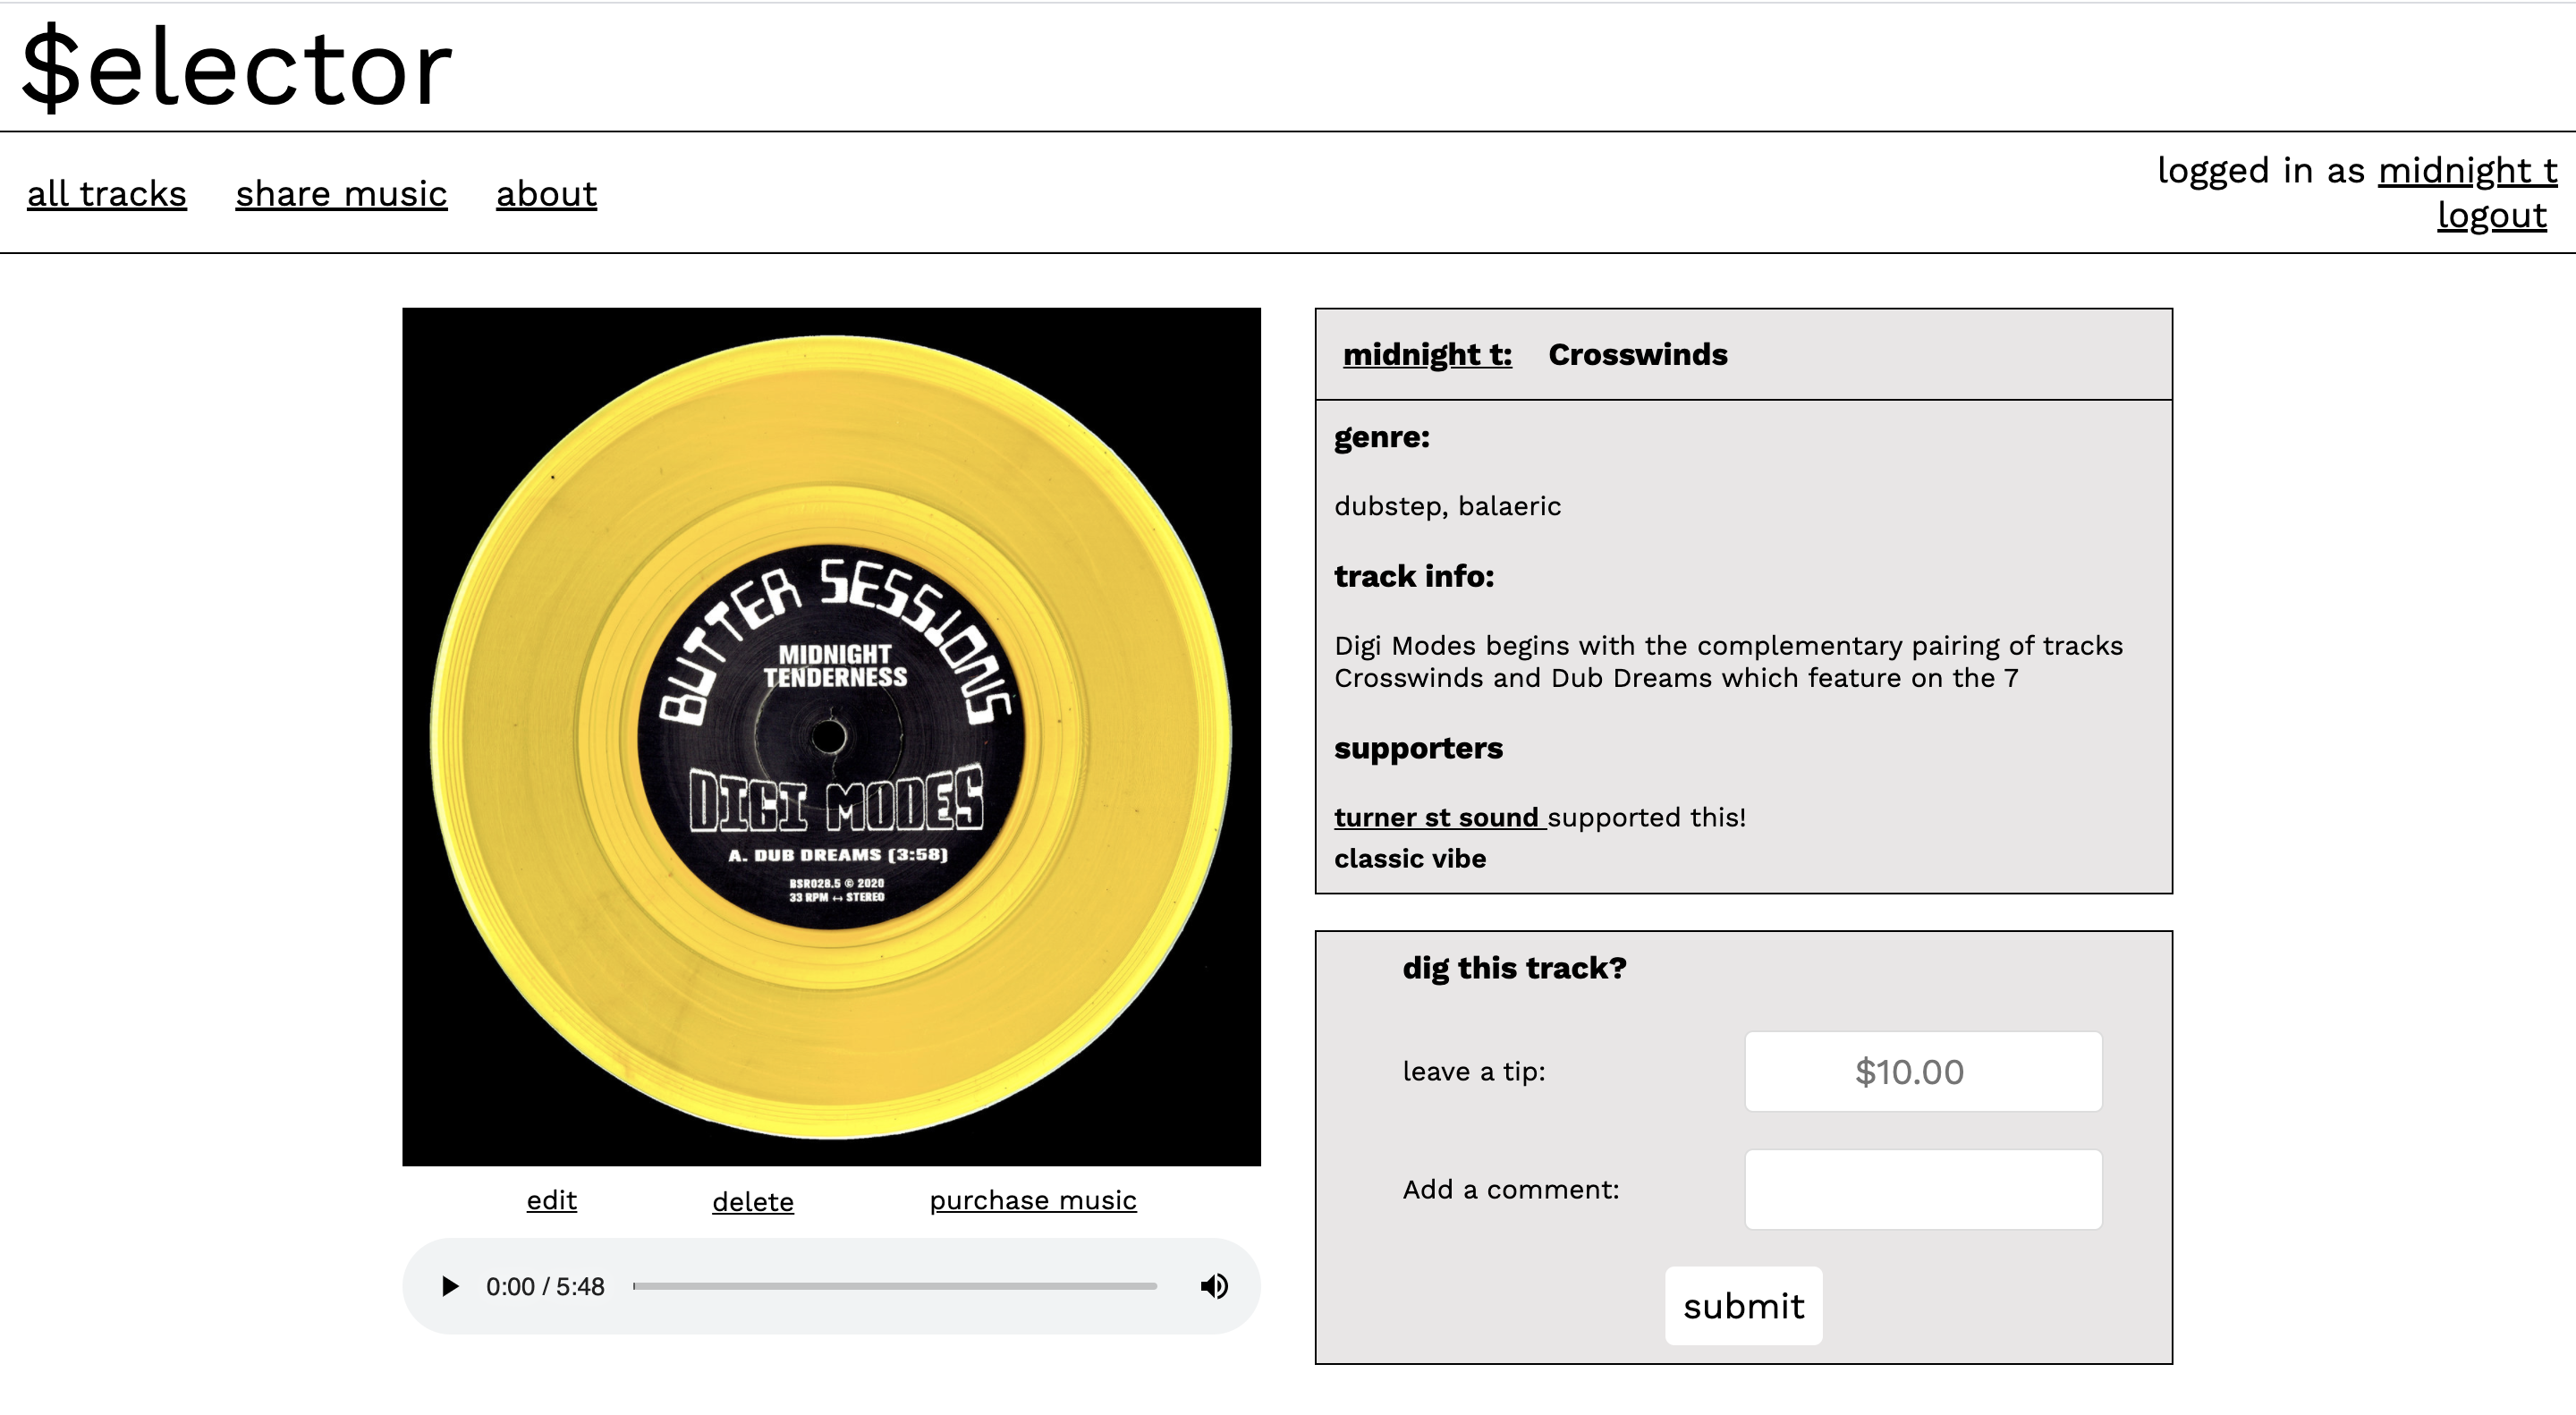 $elector
all tracks share music about
logged in as midnight t
logout
BUTTER SESSIONS
MIDNIGHT
TENDERNESS
DIGI MODES
A. DUB DREAMS (3:58)
BSR028.5 © 2020
33 RPM ↔ STEREO
edit delete purchase music
0:00 / 5:48
midnight t: Crosswinds
genre:
dubstep, balaeric
track info:
Digi Modes begins with the complementary pairing of tracks
Crosswinds and Dub Dreams which feature on the 7
supporters
turner st sound supported this!
classic vibe
dig this track?
leave a tip: $10.00
Add a comment:
submit